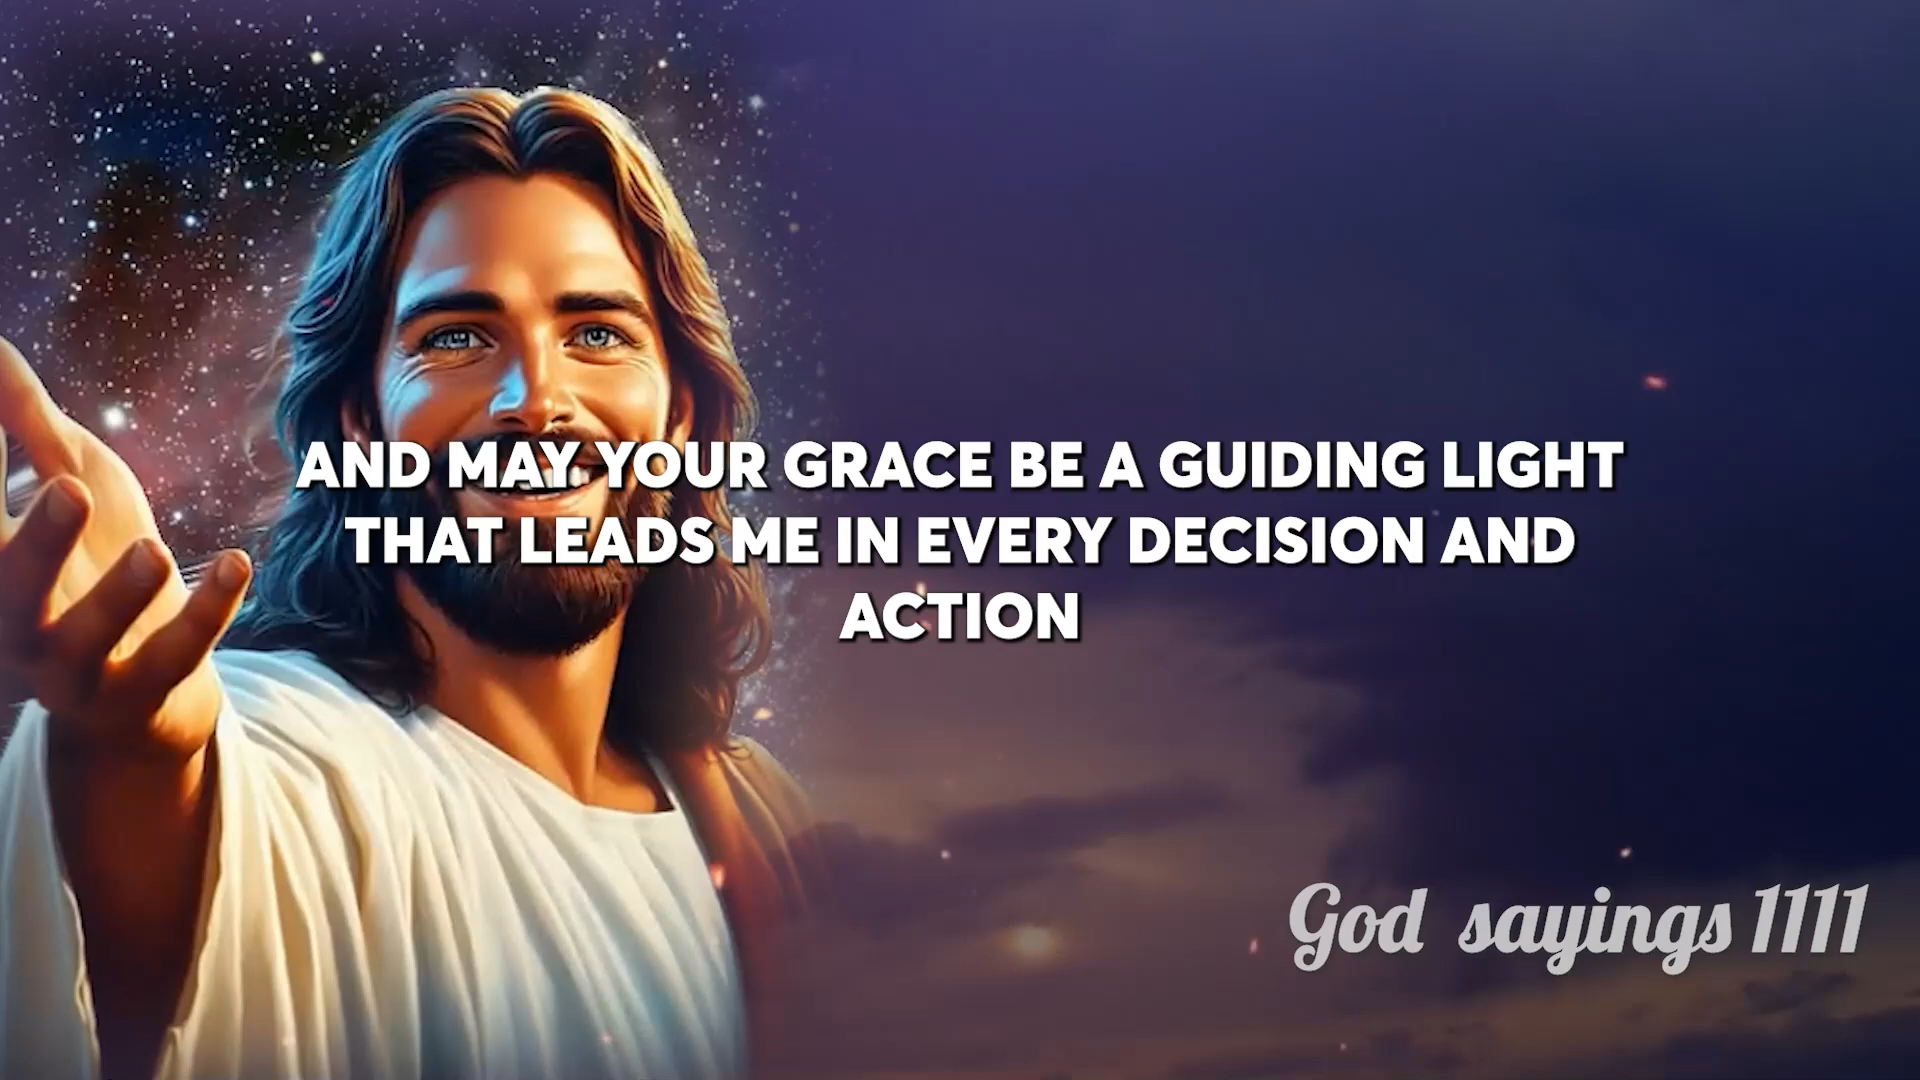 AND MAY YOUR GRACE BE A GUIDING LIGHT
THAT LEADS ME IN EVERY DECISION AND
ACTION
God sayings 1111